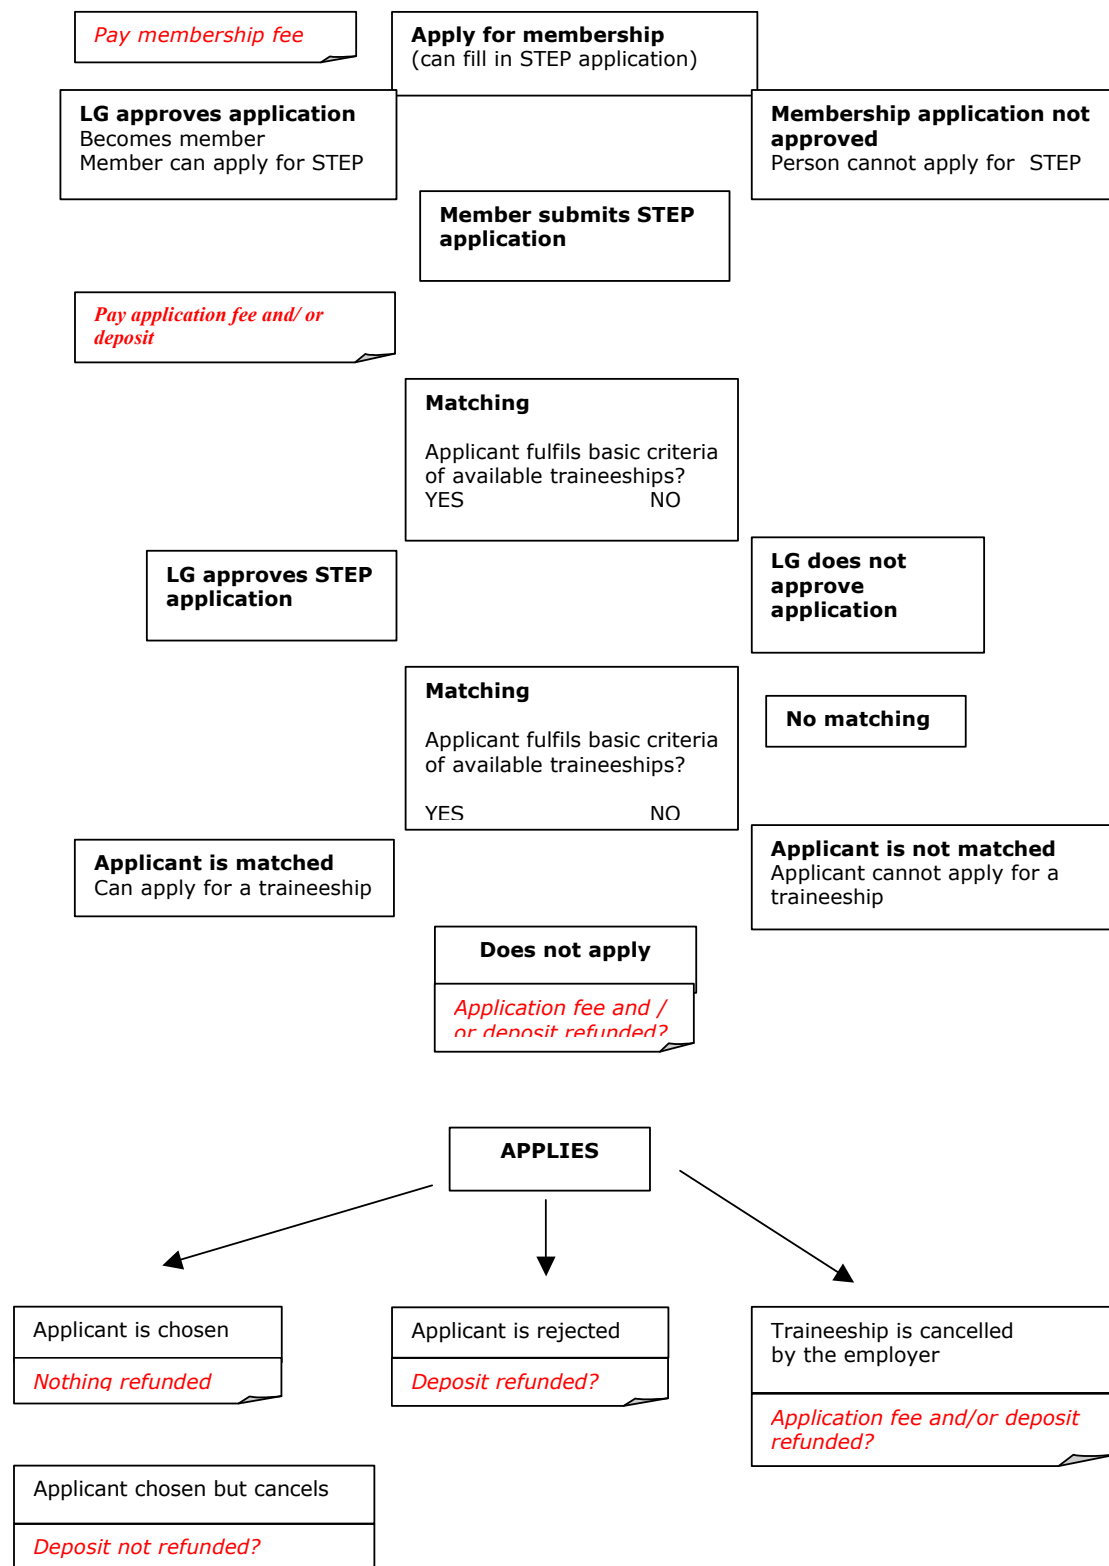 Pay membership fee
Apply for membership
(can fill in STEP application)
LG approves application
Becomes member
Member can apply for STEP
Membership application not
approved
Person cannot apply for STEP
Member submits STEP
application
Pay application fee and/ or
deposit
Matching
Applicant fulfils basic criteria
of available traineeships?
YES NO
LG approves STEP
application
LG does not
approve
application
Matching
Applicant fulfils basic criteria
of available traineeships?
YES NO
No matching
Applicant is matched
Can apply for a traineeship
Applicant is not matched
Applicant cannot apply for a
traineeship
Does not apply
Application fee and /
or deposit refunded?
APPLIES
Applicant is chosen
Nothing refunded
Applicant is rejected
Deposit refunded?
Traineeship is cancelled
by the employer
Application fee and/or deposit
refunded?
Applicant chosen but cancels
Deposit not refunded?